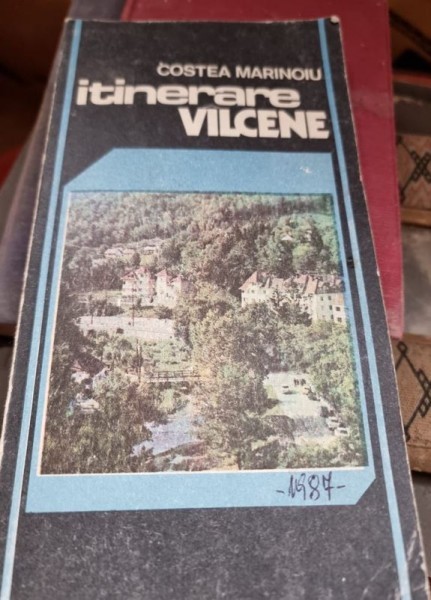 COSTEA MARINOIU
itinerare
VILCENE
-1987-